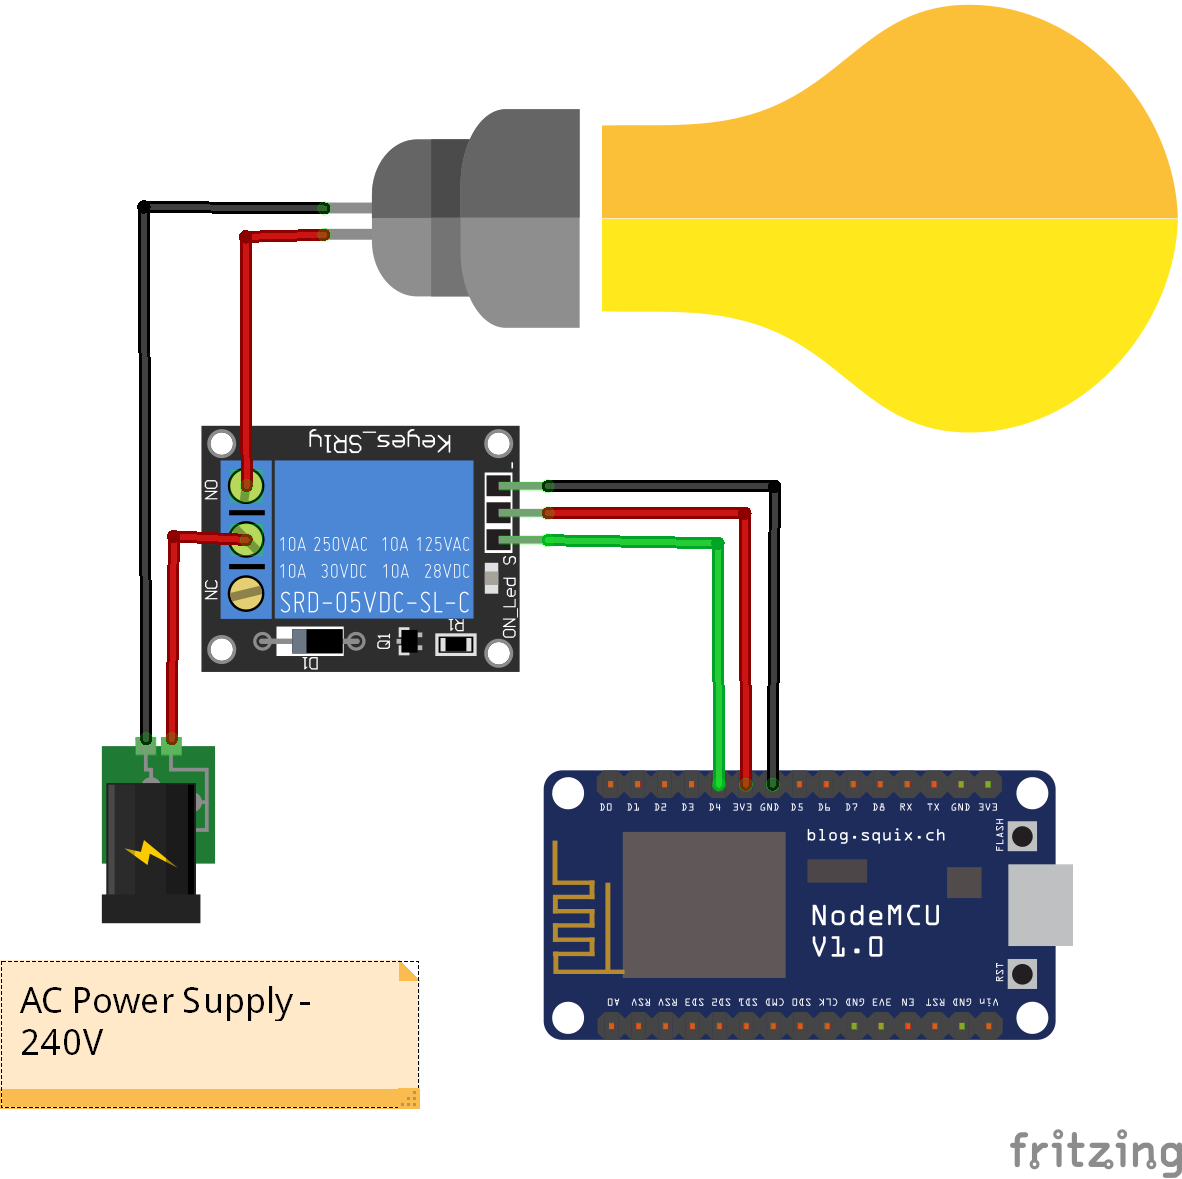 Keyes_SR1y
NO
NC
-
S
10A 250VAC 10A 125VAC
10A 30VDC 10A 28VDC
SRD-05VDC-SL-C
ON_Led
D1
Q1
R1
D0 D1 D2 D3 D4 3V3 GND D5 D6 D7 D8 RX TX GND 3V3
blog.squix.ch
FLASH
NodeMCU
V1.0
RST
A0 RSV RSV SD3 SD2 SD1 CMD SD0 CLK GND 3V3 EN RST GND Vin
AC Power Supply -
240V
fritzing